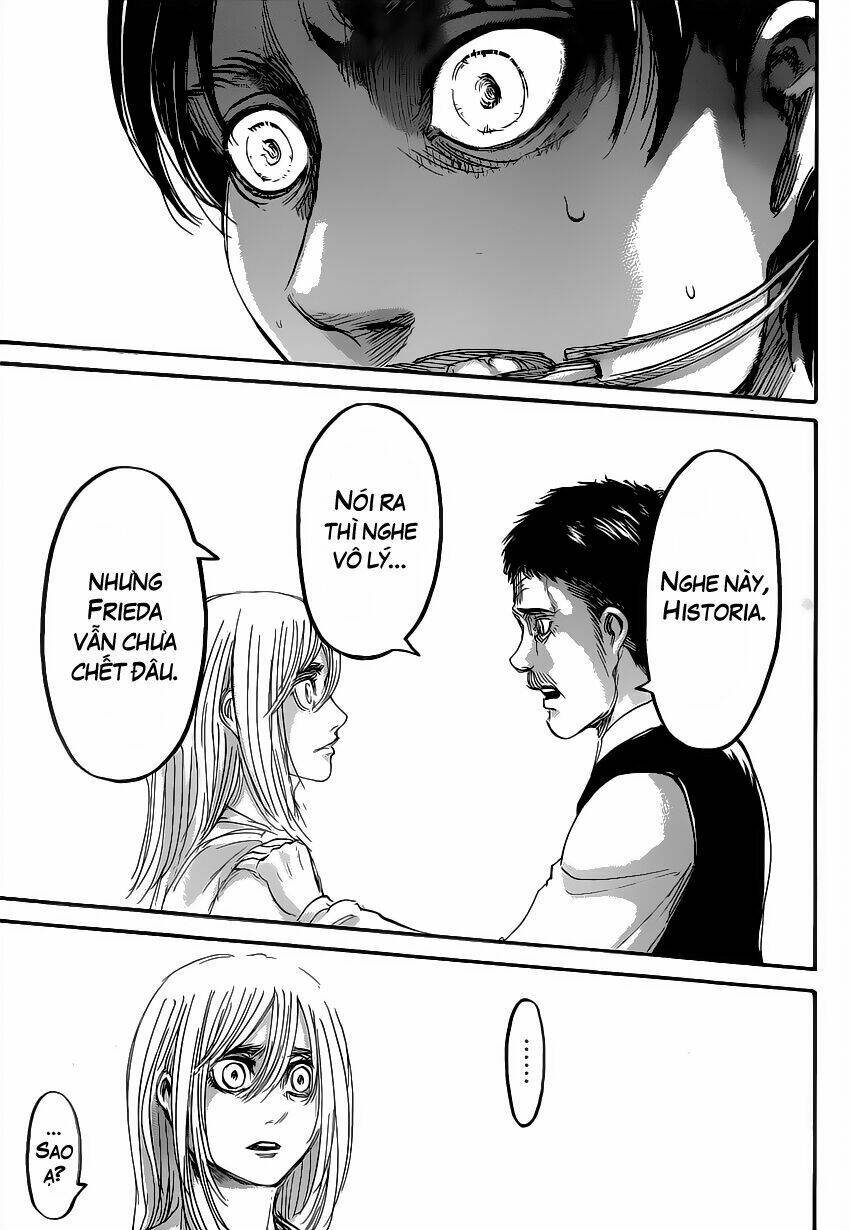 NGHE NÀY,
HISTORIA.
NÓI RA
THÌ NGHE
VÔ LÝ...
NHƯNG
FRIEDA
VẪN CHƯA
CHẾT ĐÂU.
........
...
SAO
Ạ?